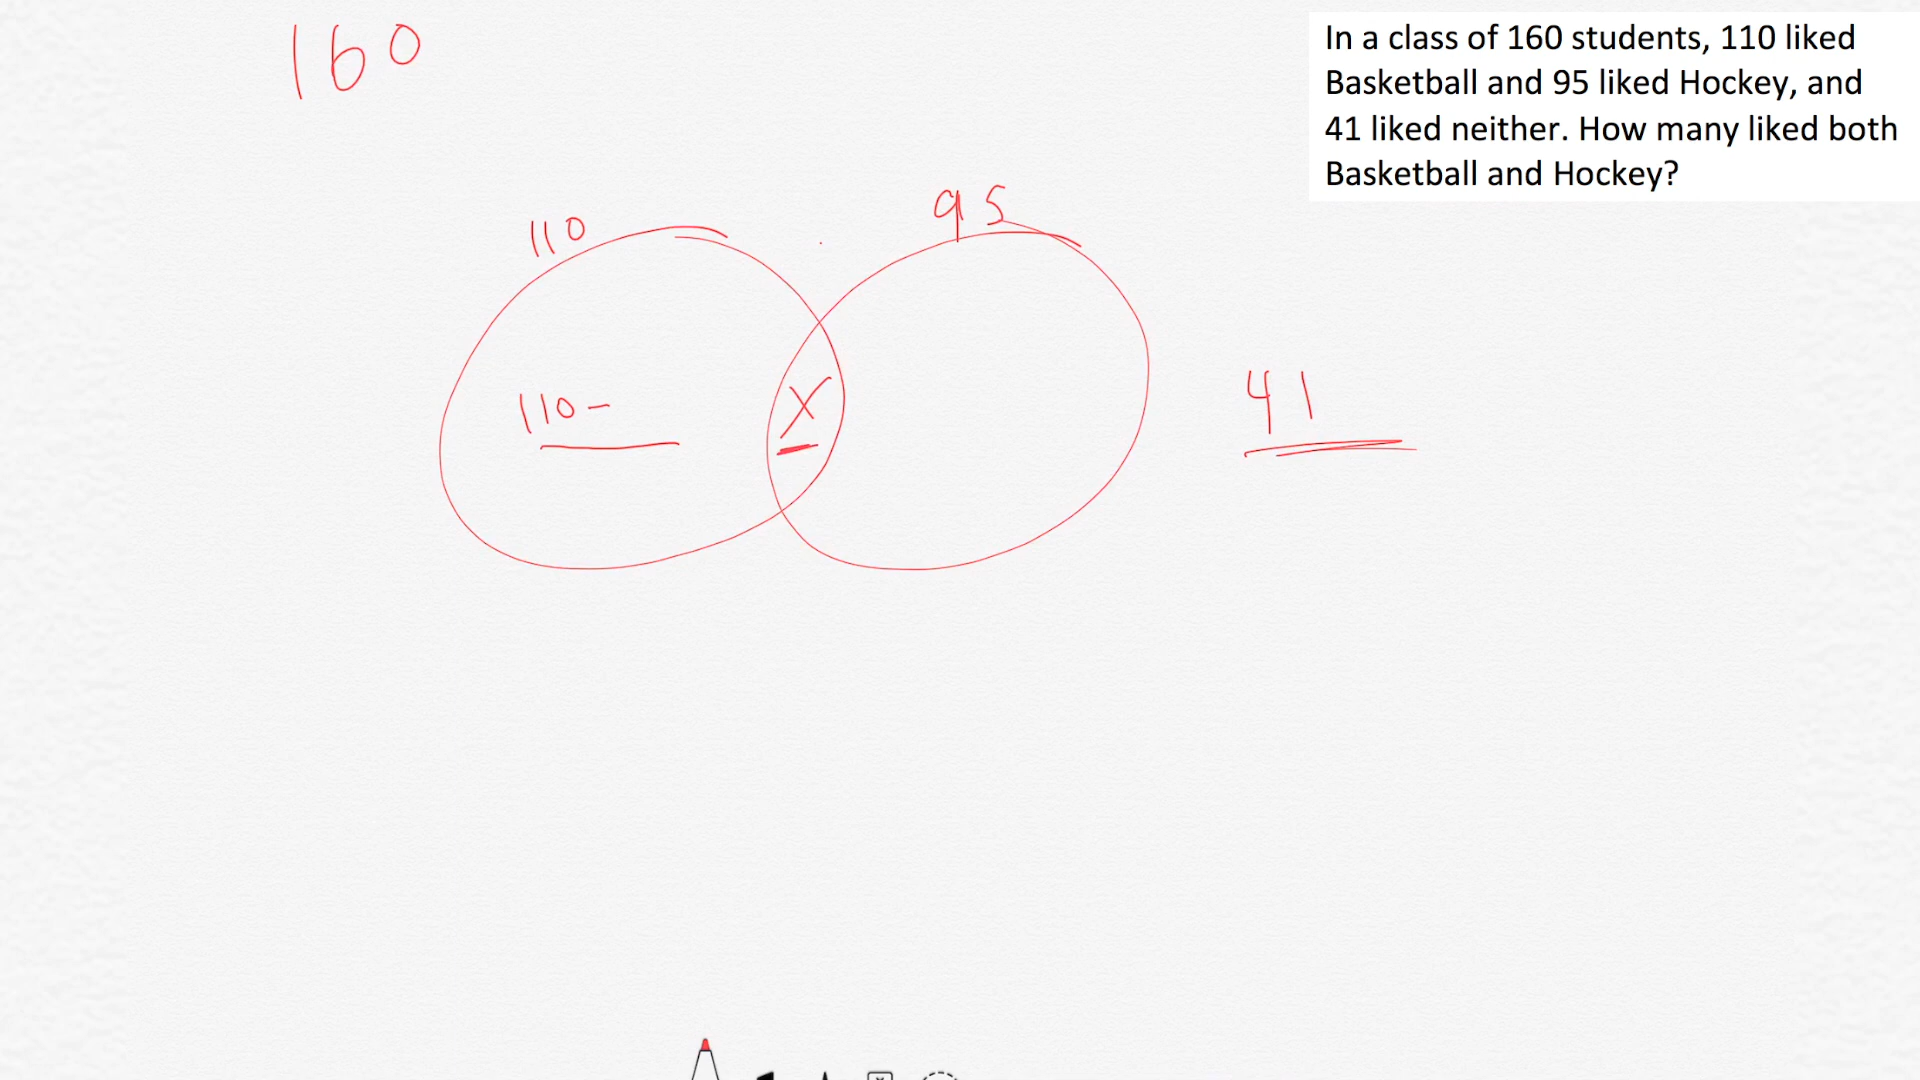 160
In a class of 160 students, 110 liked
Basketball and 95 liked Hockey, and
41 liked neither. How many liked both
Basketball and Hockey?
110
95
110-
X
41